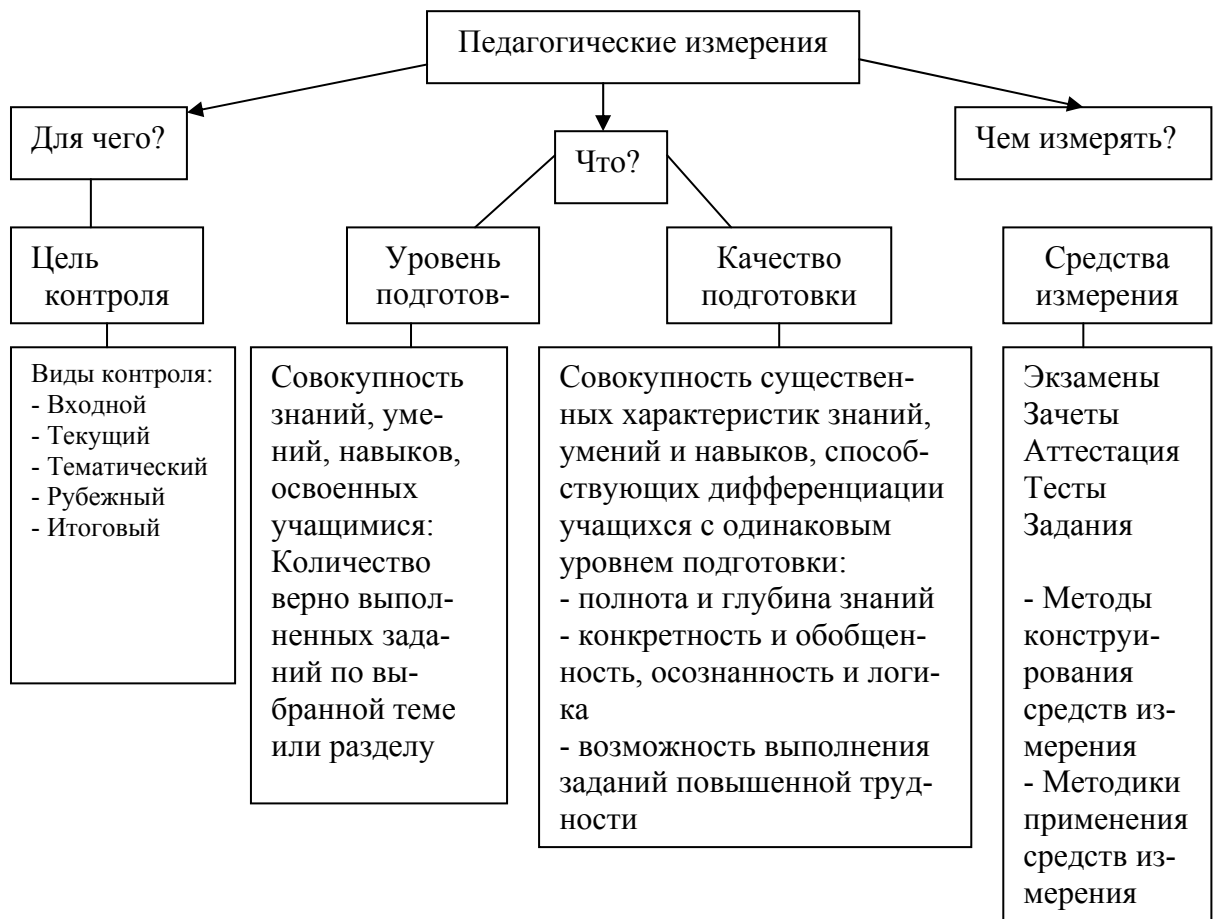 Педагогические измерения
Для чего?
Что?
Чем измерять?
Цель
контроля
Уровень
подготов-
Качество
подготовки
Средства
измерения
Виды контроля:
- Входной
- Текущий
- Тематический
- Рубежный
- Итоговый
Совокупность
знаний, уме-
ний, навыков,
освоенных
учащимися:
Количество
верно выпол-
ненных зада-
ний по вы-
бранной теме
или разделу
Совокупность существен-
ных характеристик знаний,
умений и навыков, способ-
ствующих дифференциации
учащихся с одинаковым
уровнем подготовки:
- полнота и глубина знаний
- конкретность и обобщен-
ность, осознанность и логи-
ка
- возможность выполнения
заданий повышенной труд-
ности
Экзамены
Зачеты
Аттестация
Тесты
Задания
- Методы
конструи-
рования
средств из-
мерения
- Методики
применения
средств из-
мерения